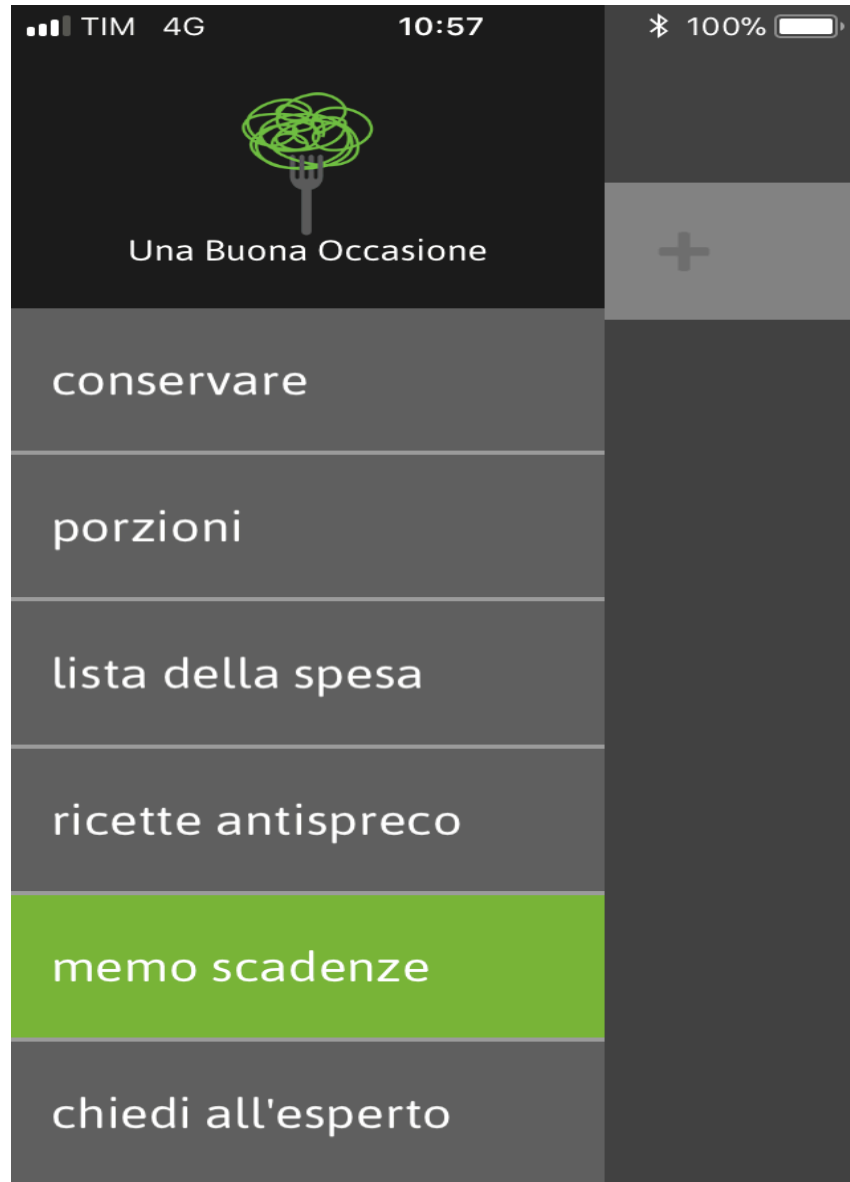 TIM 4G 10:57 100%
Una Buona Occasione
conservare
porzioni
lista della spesa
ricette antispreco
memo scadenze
chiedi all'esperto